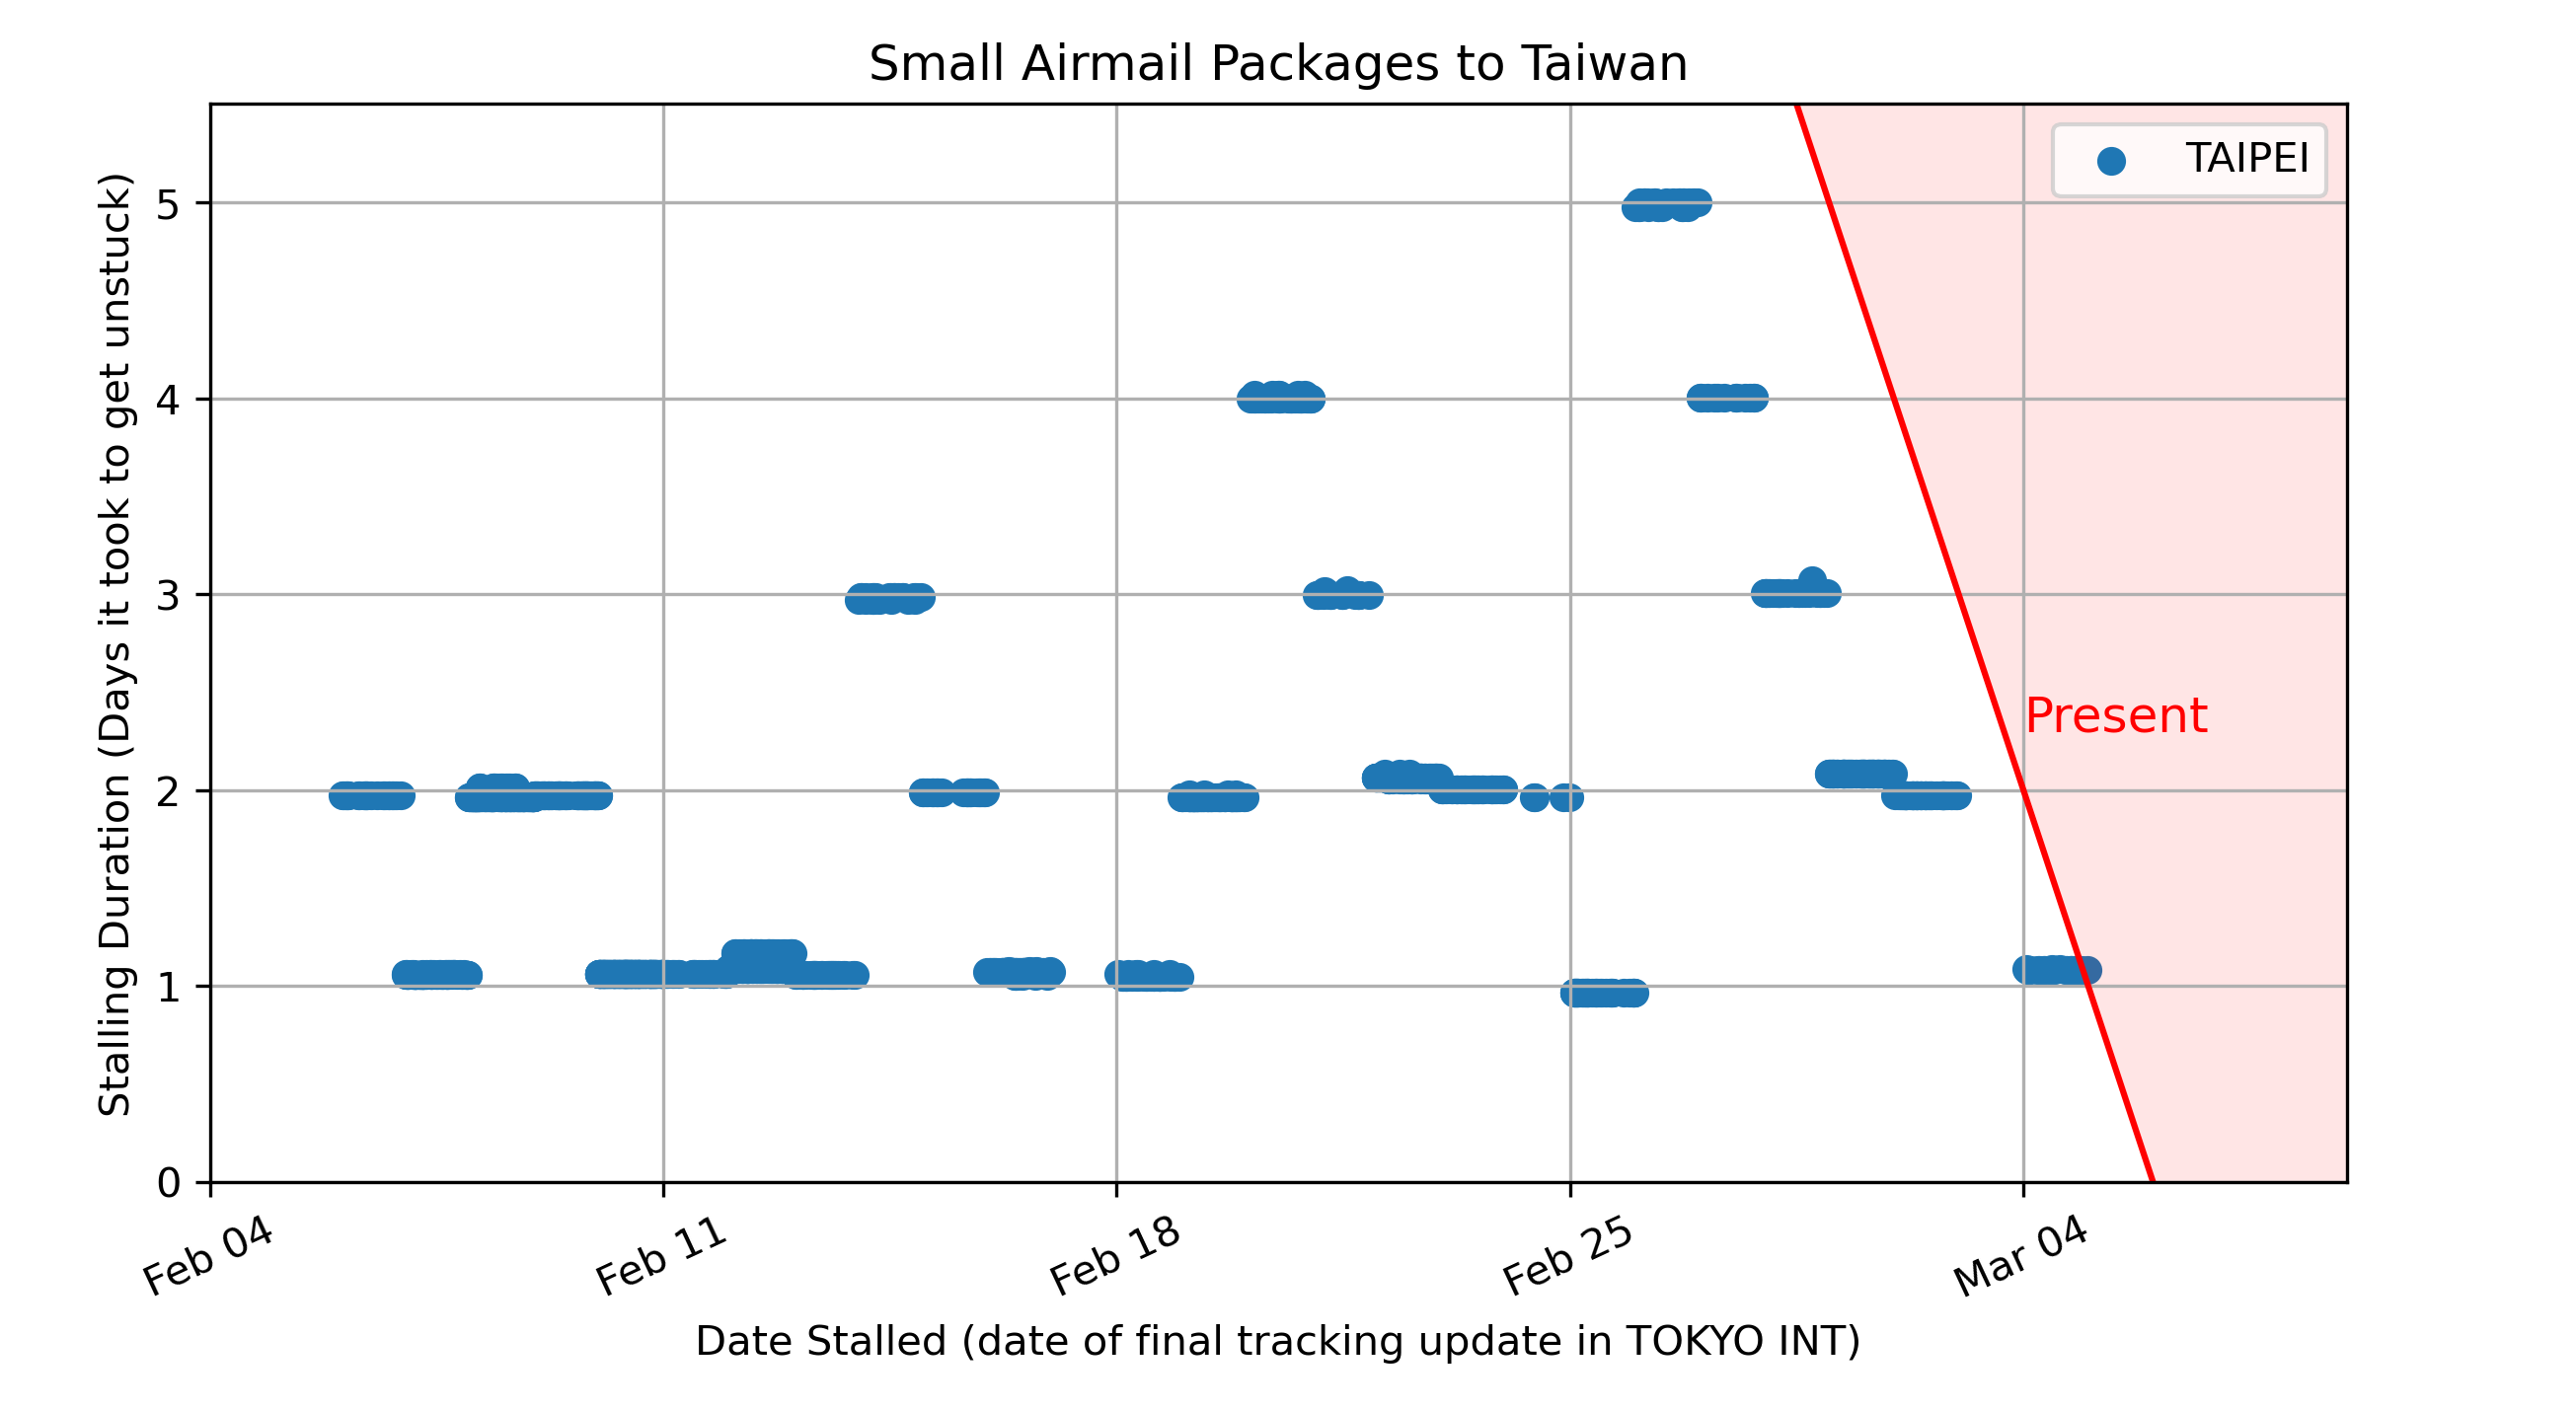 Small Airmail Packages to Taiwan
TAIPEI
Stalling Duration (Days it took to get unstuck)
5
4
3
2
1
0
Present
Feb 04
Feb 11
Feb 18
Feb 25
Mar 04
Date Stalled (date of final tracking update in TOKYO INT)